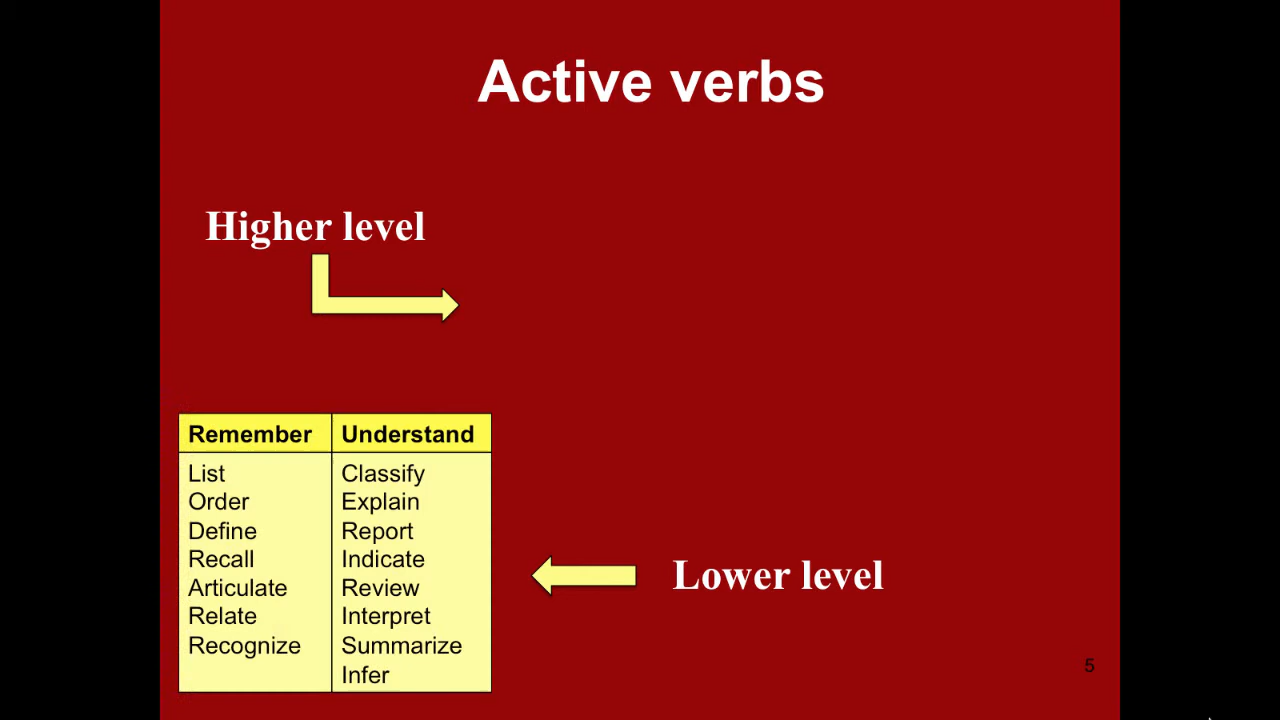 Active verbs
Higher level
Remember Understand
List Classify
Order Explain
Define Report
Recall Indicate
Articulate Review
Relate Interpret
Recognize Summarize
Infer
Lower level
5